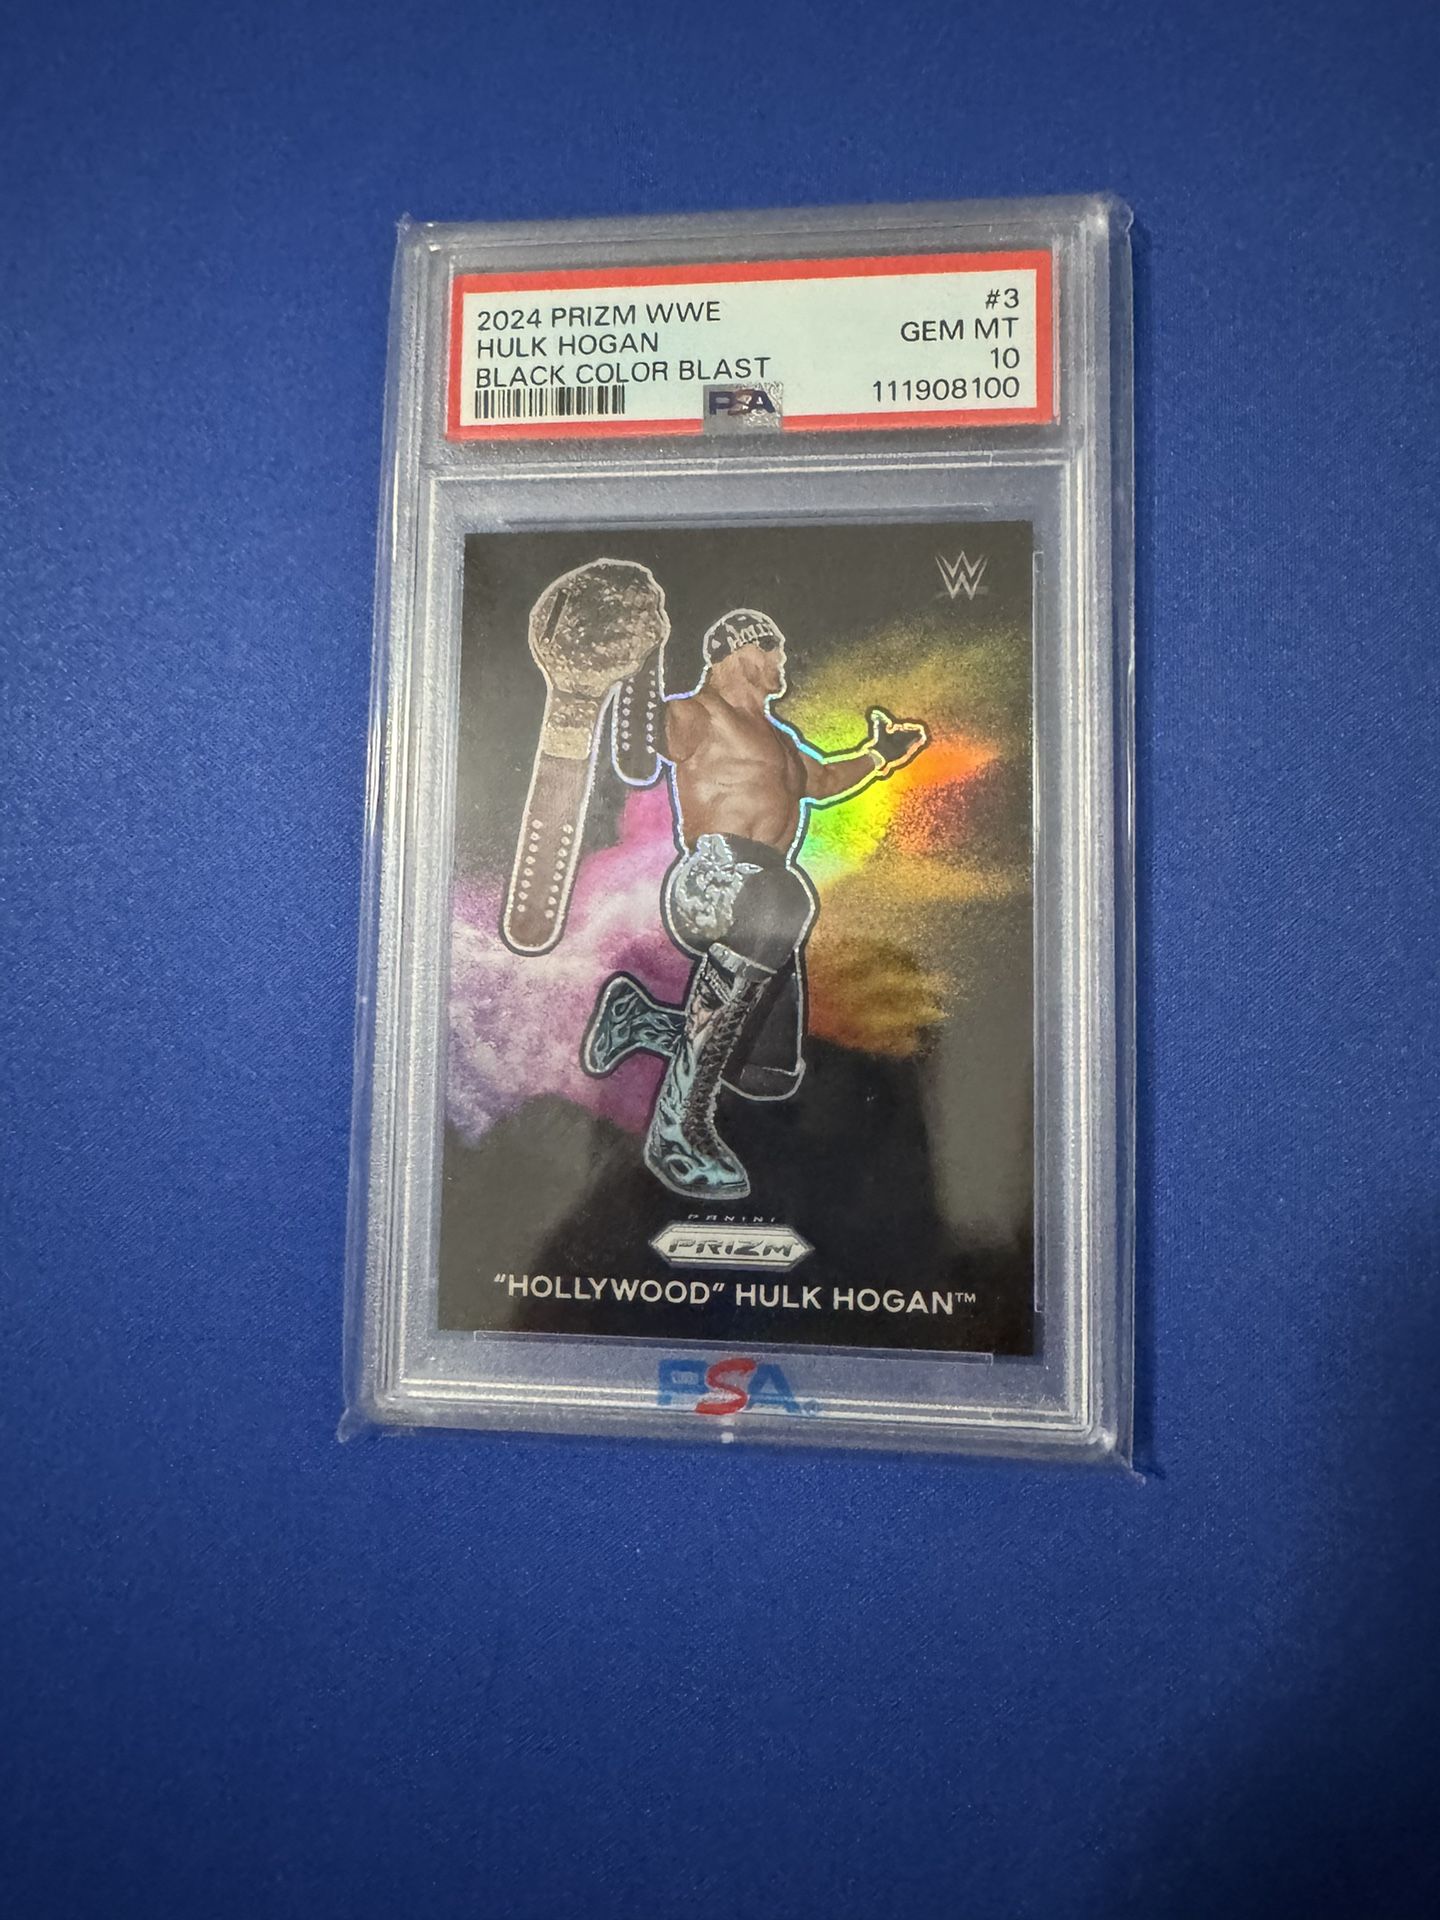 2024 PRIZM WWE #3
HULK HOGAN GEM MT
BLACK COLOR BLAST 10
PSA 111908100
W
HOLLY
PANINI
PRIZM
"HOLLYWOOD" HULK HOGAN™
PSA®